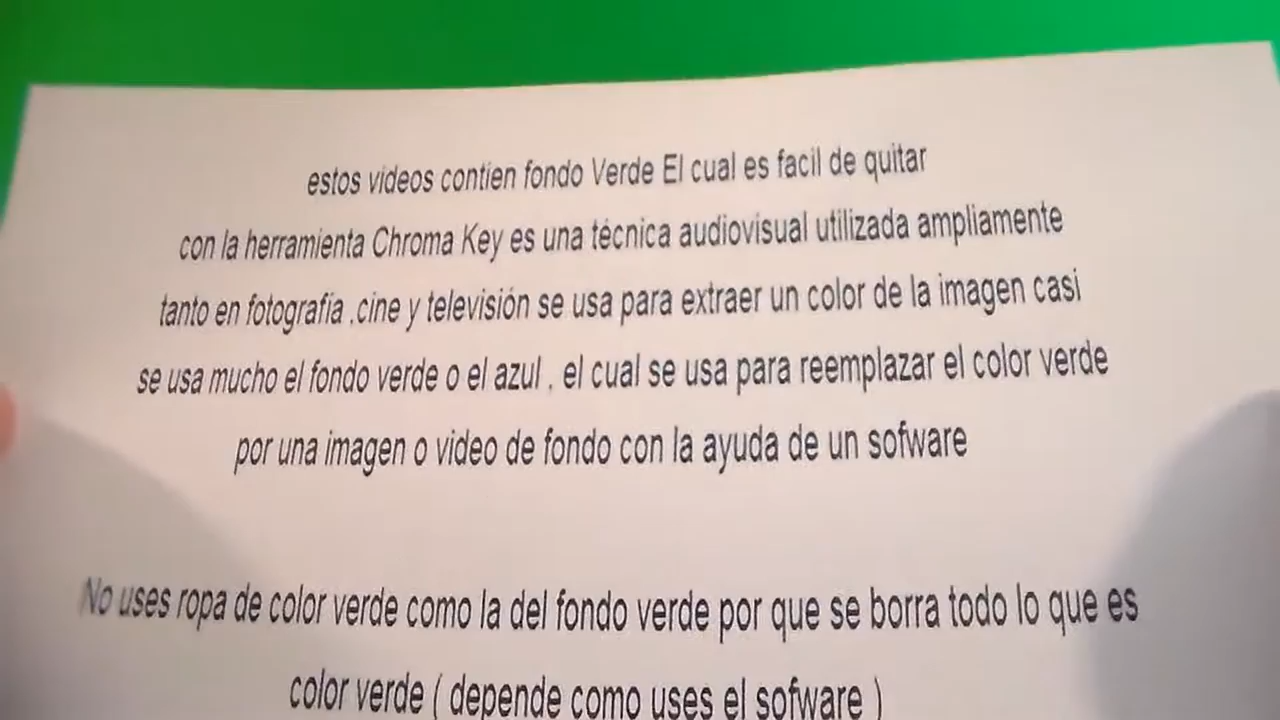 estos videos contien fondo Verde El cual es facil de quitar
con la herramienta Chroma Key es una técnica audiovisual utilizada ampliamente
tanto en fotografía .cine y televisión se usa para extraer un color de la imagen casi
se usa mucho el fondo verde o el azul , el cual se usa para reemplazar el color verde
por una imagen o video de fondo con la ayuda de un sofware
No uses ropa de color verde como la del fondo verde por que se borra todo lo que es
color verde ( depende como uses el sofware )